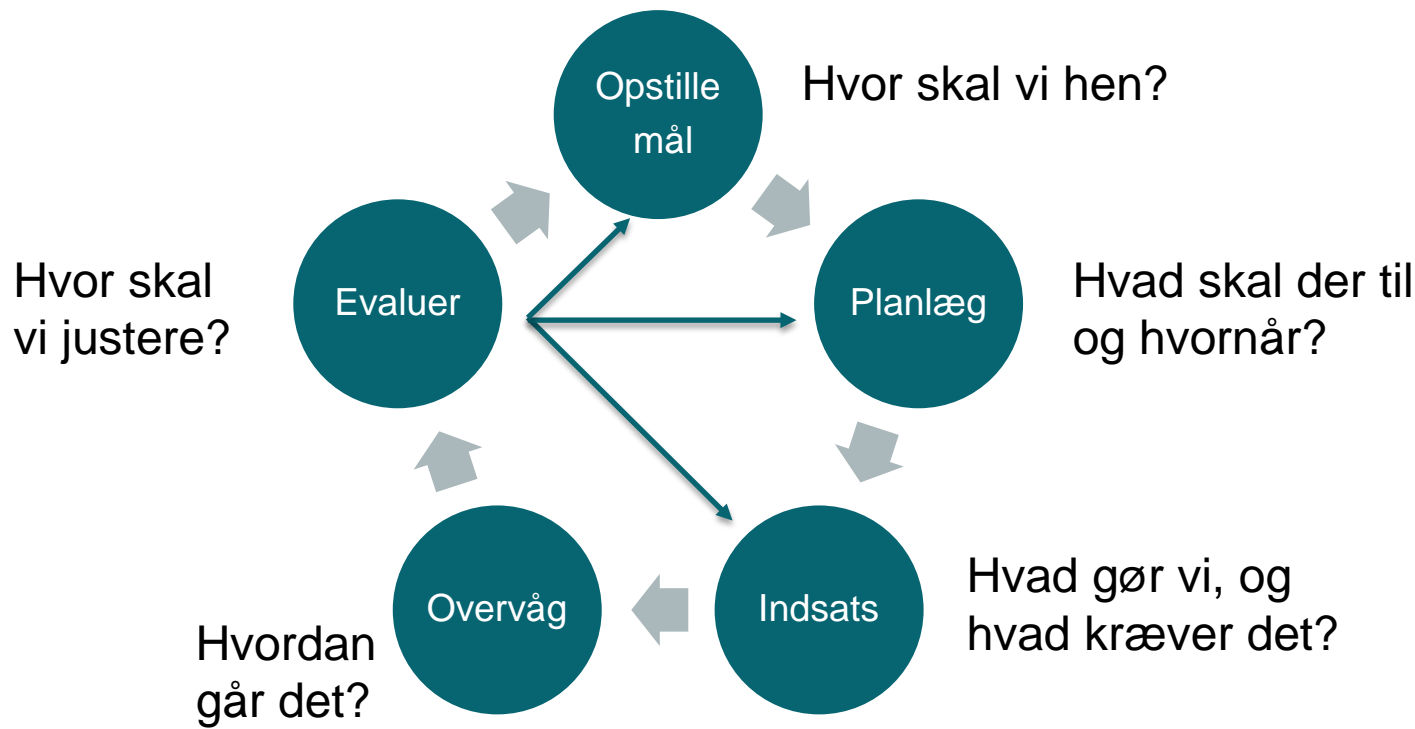 Opstille
mål
Hvor skal vi hen?
Planlæg
Hvad skal der til
og hvornår?
Indsats
Hvad gør vi, og
hvad kræver det?
Overvåg
Hvordan
går det?
Evaluer
Hvor skal
vi justere?